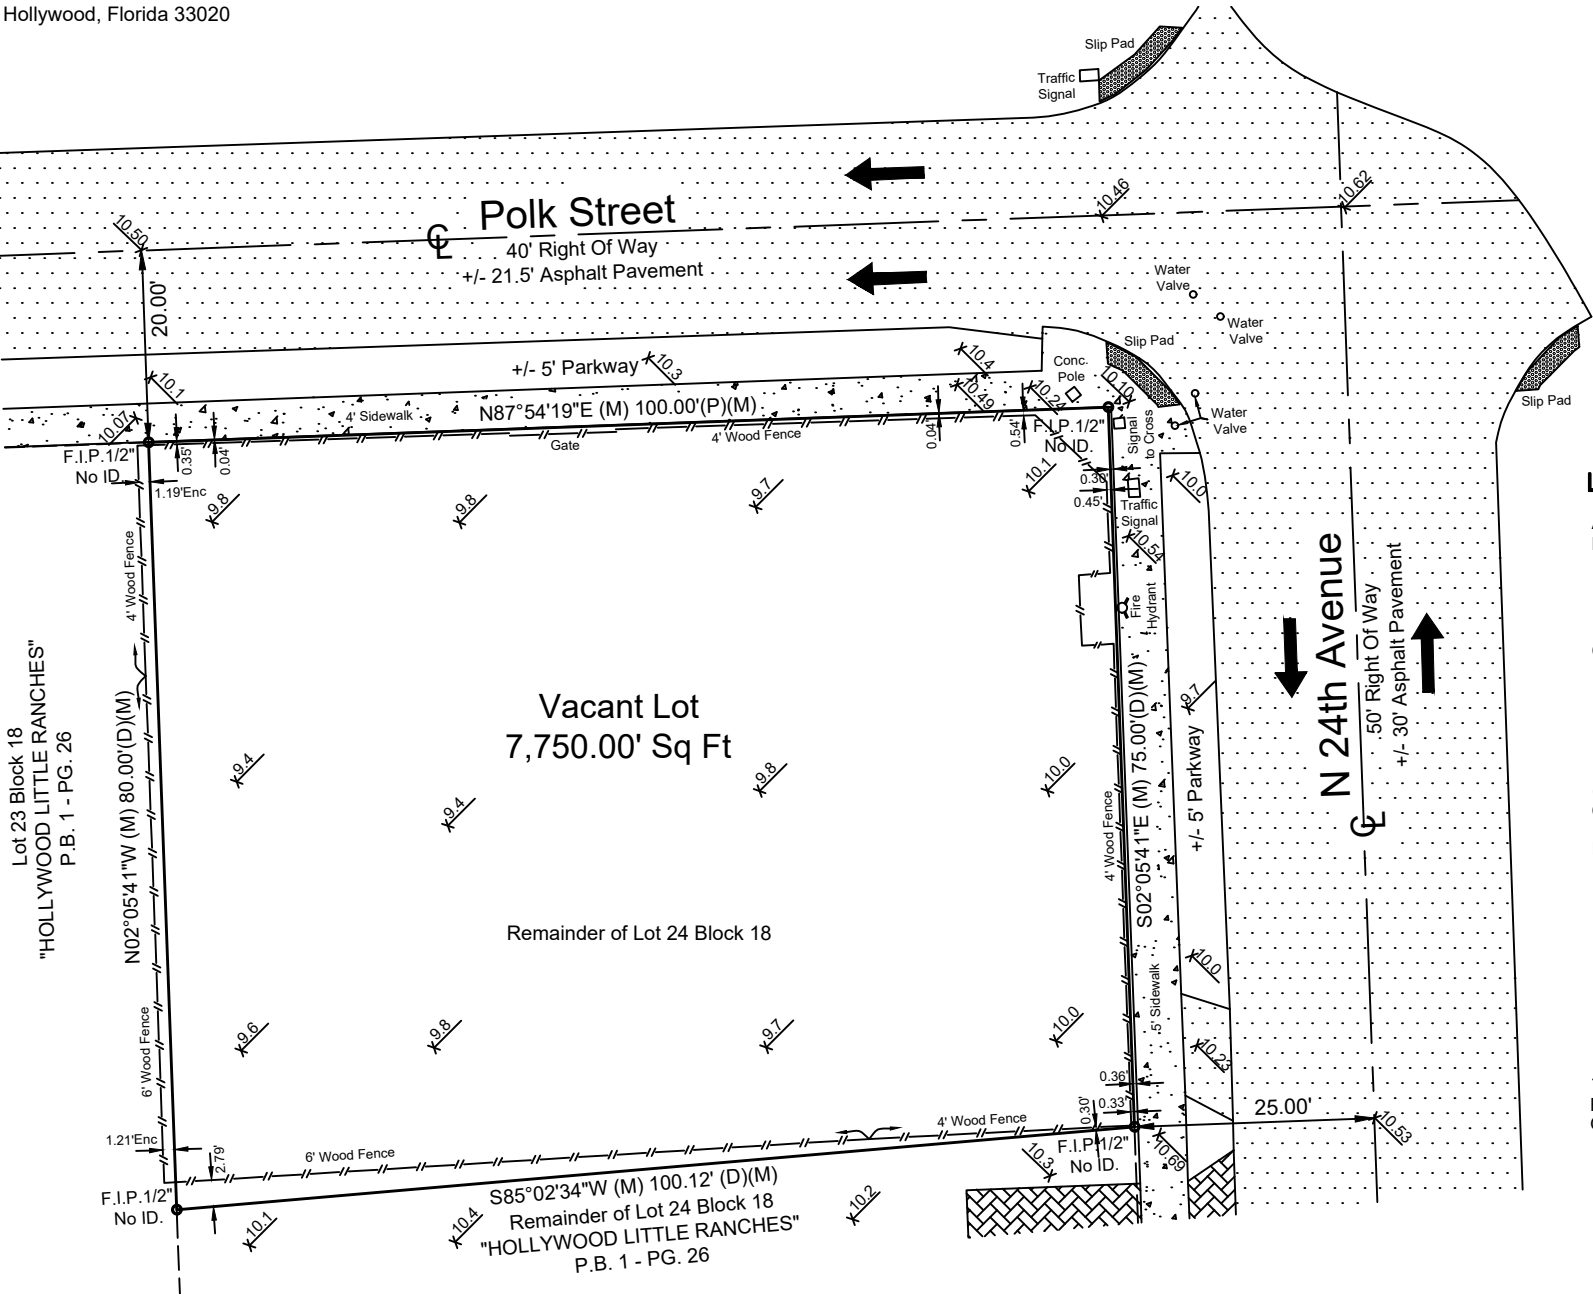 Hollywood, Florida 33020
Slip Pad
Traffic
Signal
10.50
Polk Street
40' Right Of Way
+/- 21.5' Asphalt Pavement
10.46
10.62
20.00'
Water
Valve
Water
Valve
Slip Pad
Slip Pad
Water
Valve
+/- 5' Parkway
10.3
10.4
10.1
10.07
4' Sidewalk
N87°54'19"E (M) 100.00'(P)(M)
10.49
10.24
Conc.
Pole
10.10
Signal
to Cross
F.I.P.1/2"
No ID.
0.35'
0.04'
1.19'Enc
Gate
4' Wood Fence
0.04'
0.54'
F.I.P.1/2"
No ID.
10.1
0.30'
0.45'
Traffic
Signal
10.0
10.54
9.8
9.8
9.7
4' Wood Fence
Fire
Hydrant
Lot 23 Block 18
"HOLLYWOOD LITTLE RANCHES"
P.B. 1 - PG. 26
N02°05'41"W (M) 80.00'(D)(M)
Vacant Lot
7,750.00' Sq Ft
9.4
9.4
9.8
10.0
4' Wood Fence
S02°05'41"E (M) 75.00'(D)(M)
9.7
+/- 5' Parkway
N 24th Avenue
50' Right Of Way
+/- 30' Asphalt Pavement
Remainder of Lot 24 Block 18
10.0
5' Sidewalk
6' Wood Fence
9.6
9.8
9.7
10.0
10.23
0.36'
0.33'
0.30'
25.00'
10.53
1.21'Enc
2.79'
6' Wood Fence
4' Wood Fence
F.I.P.1/2"
No ID.
10.69
F.I.P.1/2"
No ID.
S85°02'34"W (M) 100.12' (D)(M)
Remainder of Lot 24 Block 18
"HOLLYWOOD LITTLE RANCHES"
P.B. 1 - PG. 26
10.1
10.4
10.2
10.3